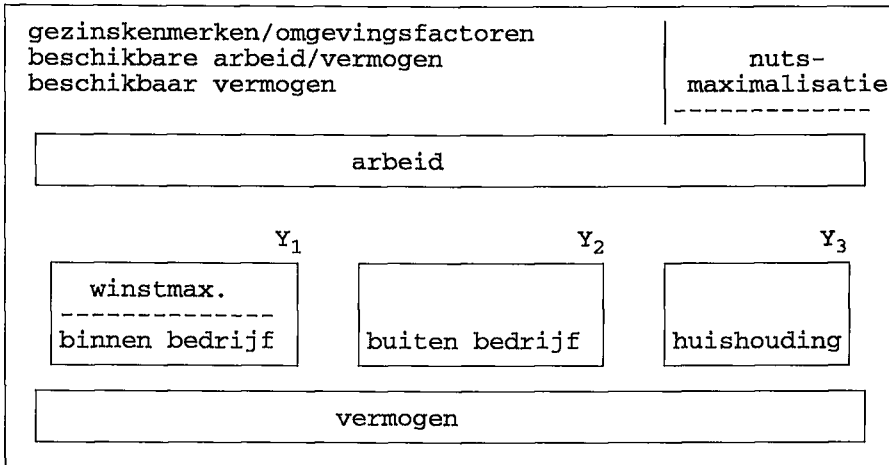 gezinskenmerken/omgevingsfactoren
beschikbare arbeid/vermogen
beschikbaar vermogen
nuts-
maximalisatie
arbeid
Y₁ Y₂ Y₃
winstmax.
binnen bedrijf buiten bedrijf huishouding
vermogen